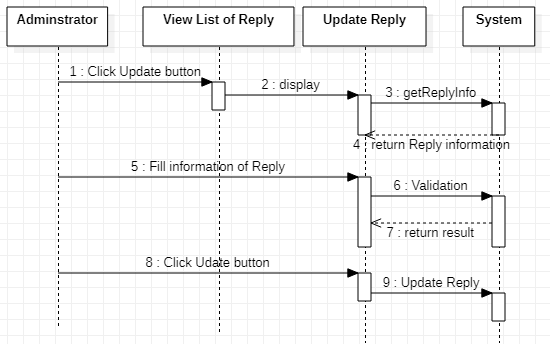 Adminstrator
View List of Reply
Update Reply
System
1 : Click Update button
2 : display
3 : getReplyInfo
4 : return Reply information
5 : Fill information of Reply
6 : Validation
7 : return result
8 : Click Udate button
9 : Update Reply